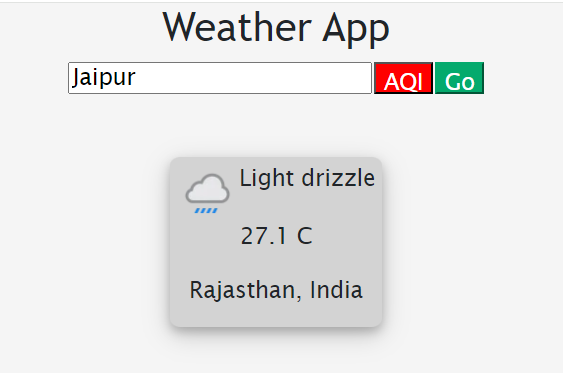 Weather App
Jaipur AQI Go
Light drizzle
27.1 C
Rajasthan, India